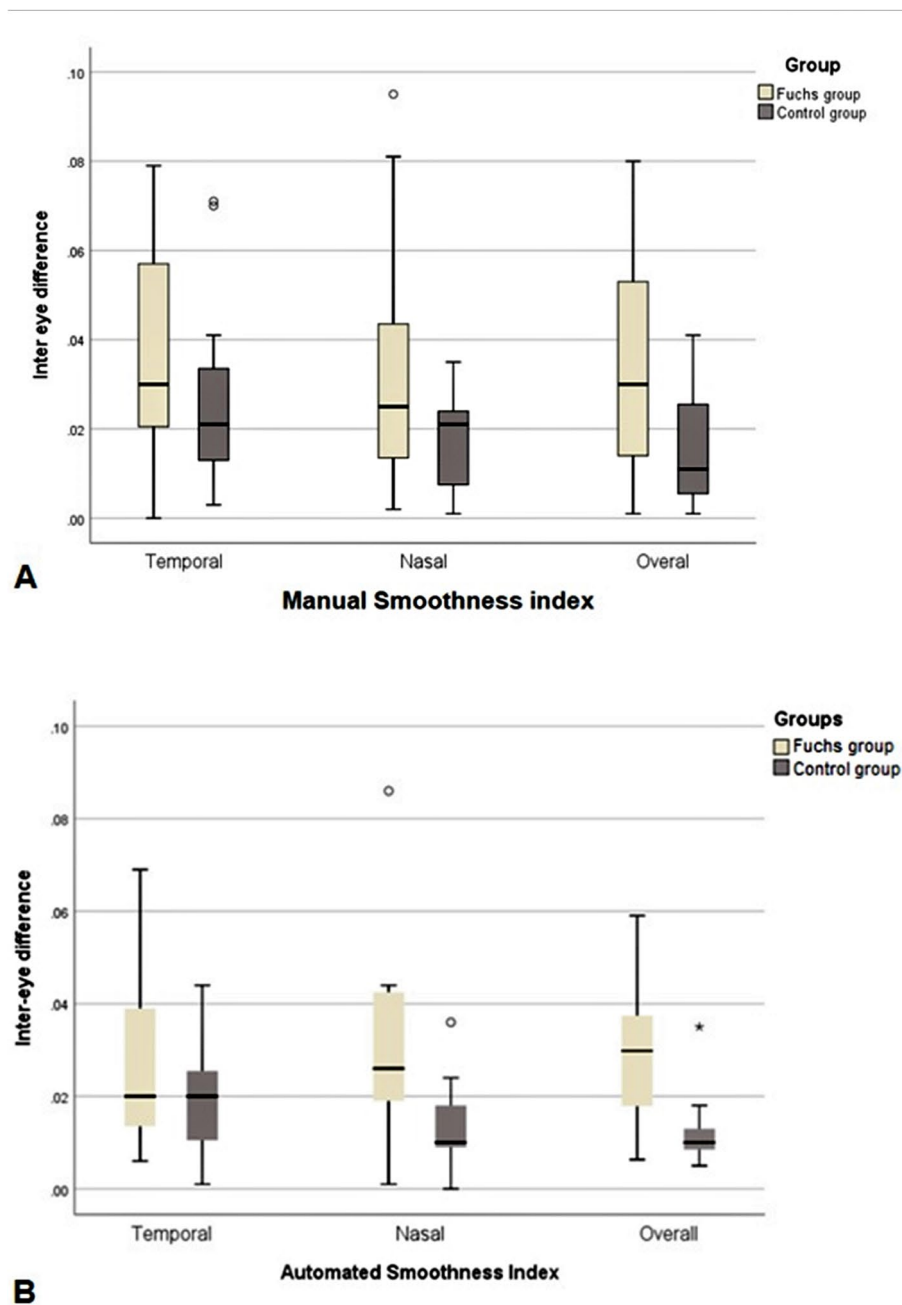 Group
Fuchs group
Control group
.10
.08
.06
.04
.02
.00
Inter eye difference
Temporal
Nasal
Overal
A
Manual Smoothness index
Groups
Fuchs group
Control group
.10
.08
.06
.04
.02
.00
Inter-eye difference
Temporal
Nasal
Overall
Automated Smoothness Index
B